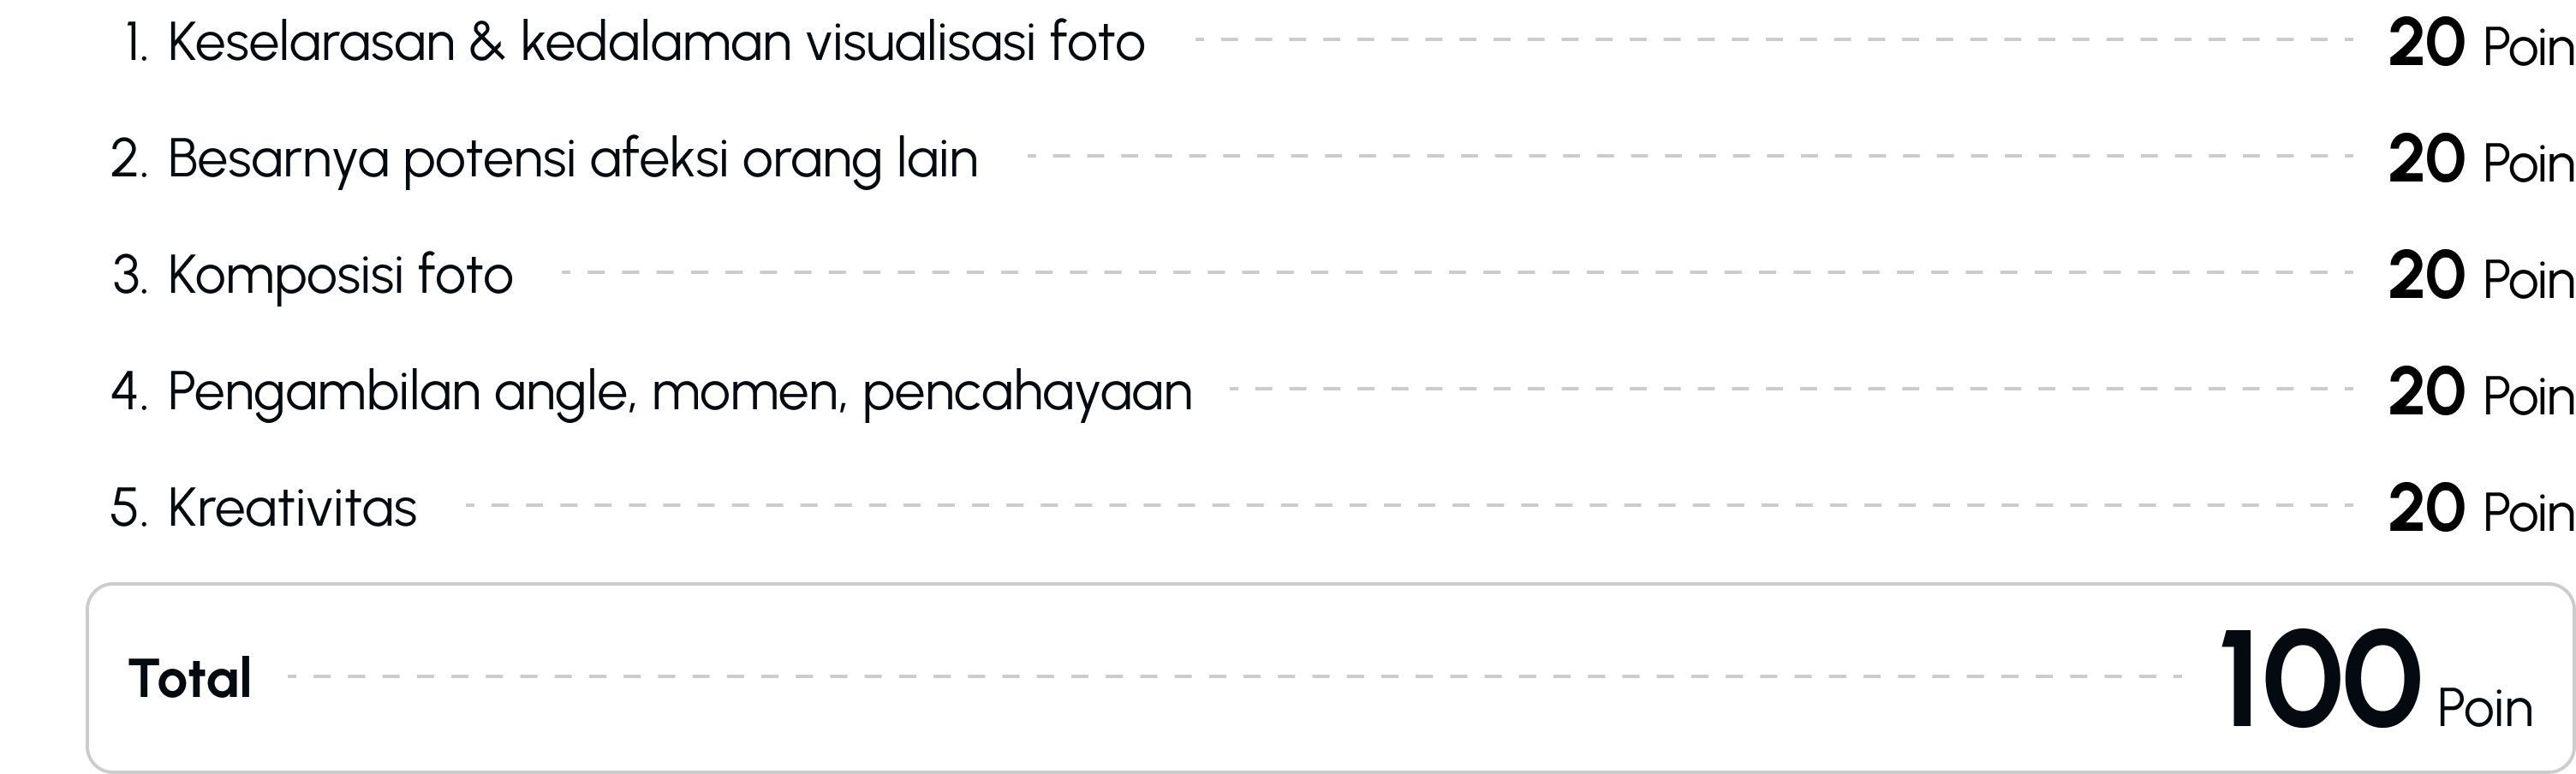 1. Keselarasan & kedalaman visualisasi foto 20 Poin
2. Besarnya potensi afeksi orang lain 20 Poin
3. Komposisi foto 20 Poin
4. Pengambilan angle, momen, pencahayaan 20 Poin
5. Kreativitas 20 Poin
Total 100 Poin